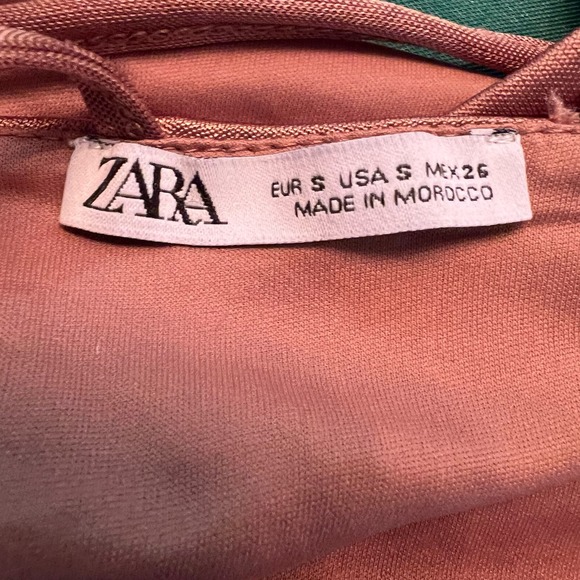 ZARA
EUR S USA S MEX 26
MADE IN MOROCCO